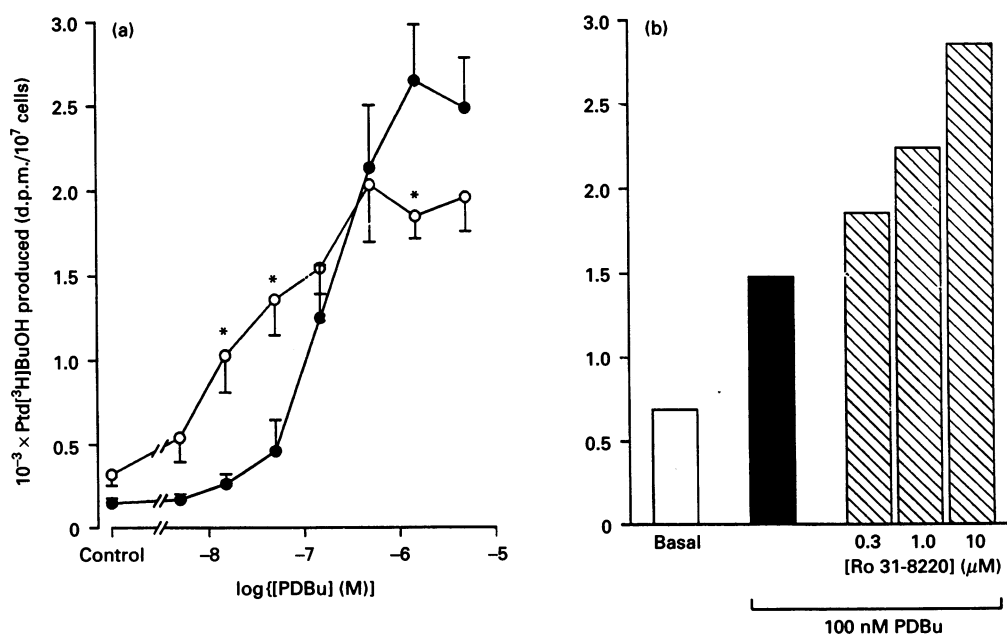 (a)
3.0
2.5
2.0
1.5
1.0
0.5
0
10⁻³ × Ptd[³H]BuOH produced (d.p.m./10⁷ cells)
*
*
*
Control
–8
–7
–6
–5
log{[PDBu] (M)]
(b)
3.0
2.5
2.0
1.5
1.0
0.5
0
Basal
0.3 1.0 10
[Ro 31-8220] (μM)
100 nM PDBu